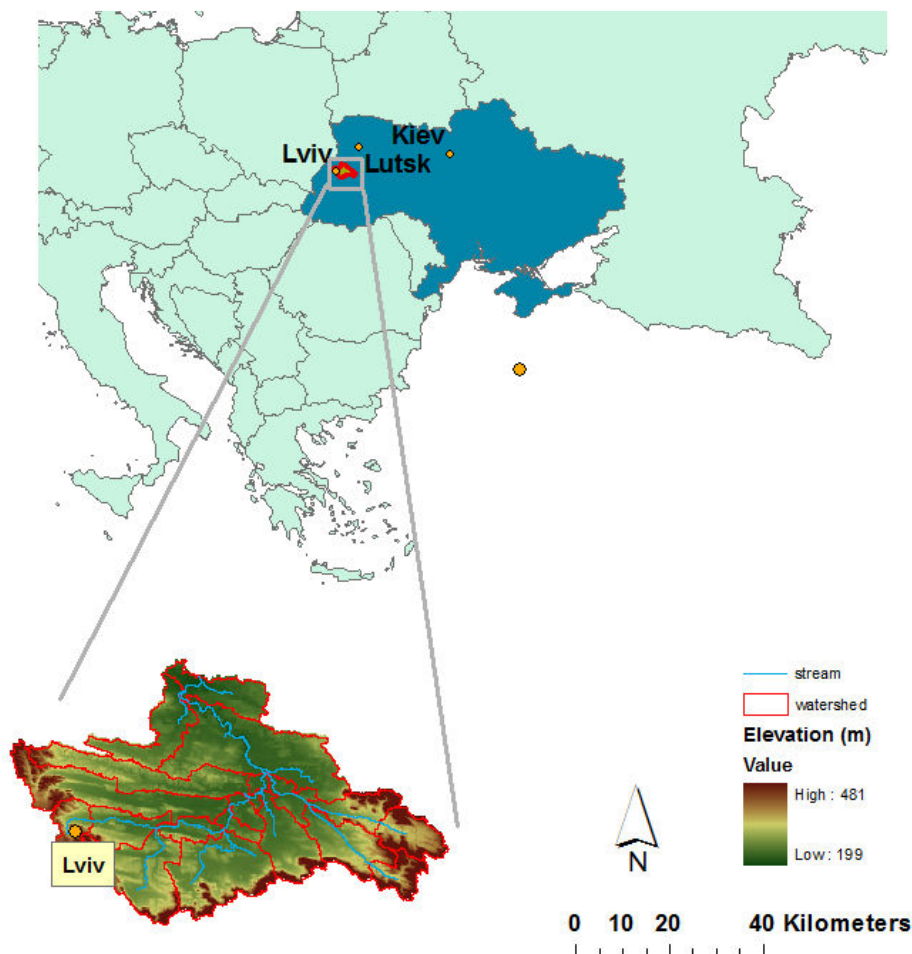 Kiev
Lviv
Lutsk
stream
watershed
Elevation (m)
Value
High : 481
Low : 199
Lviv
N
0 10 20 40 Kilometers